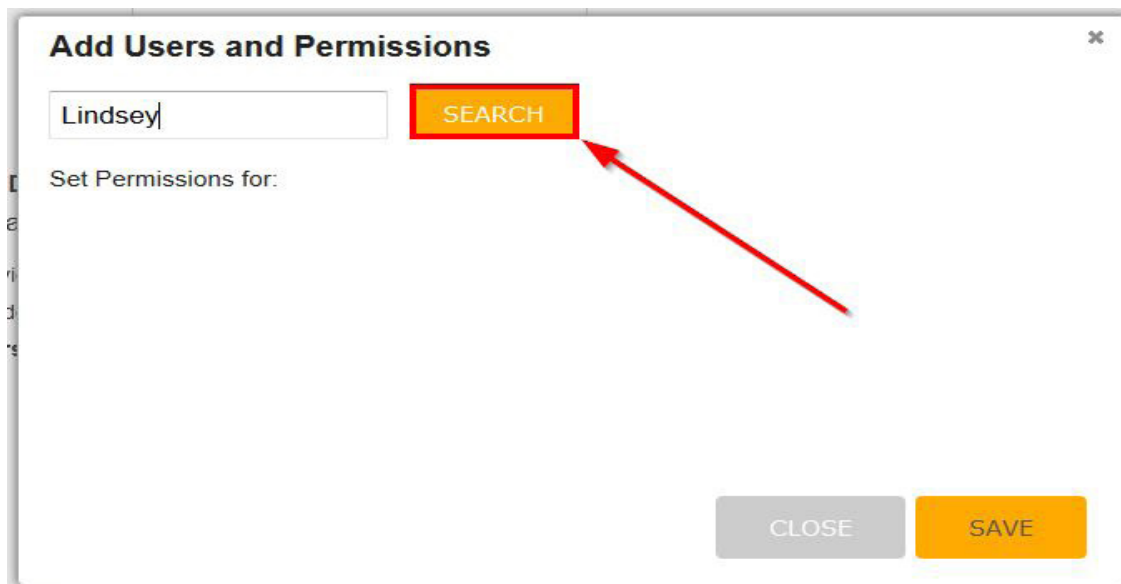 Add Users and Permissions
Lindsey
SEARCH
Set Permissions for:
CLOSE
SAVE